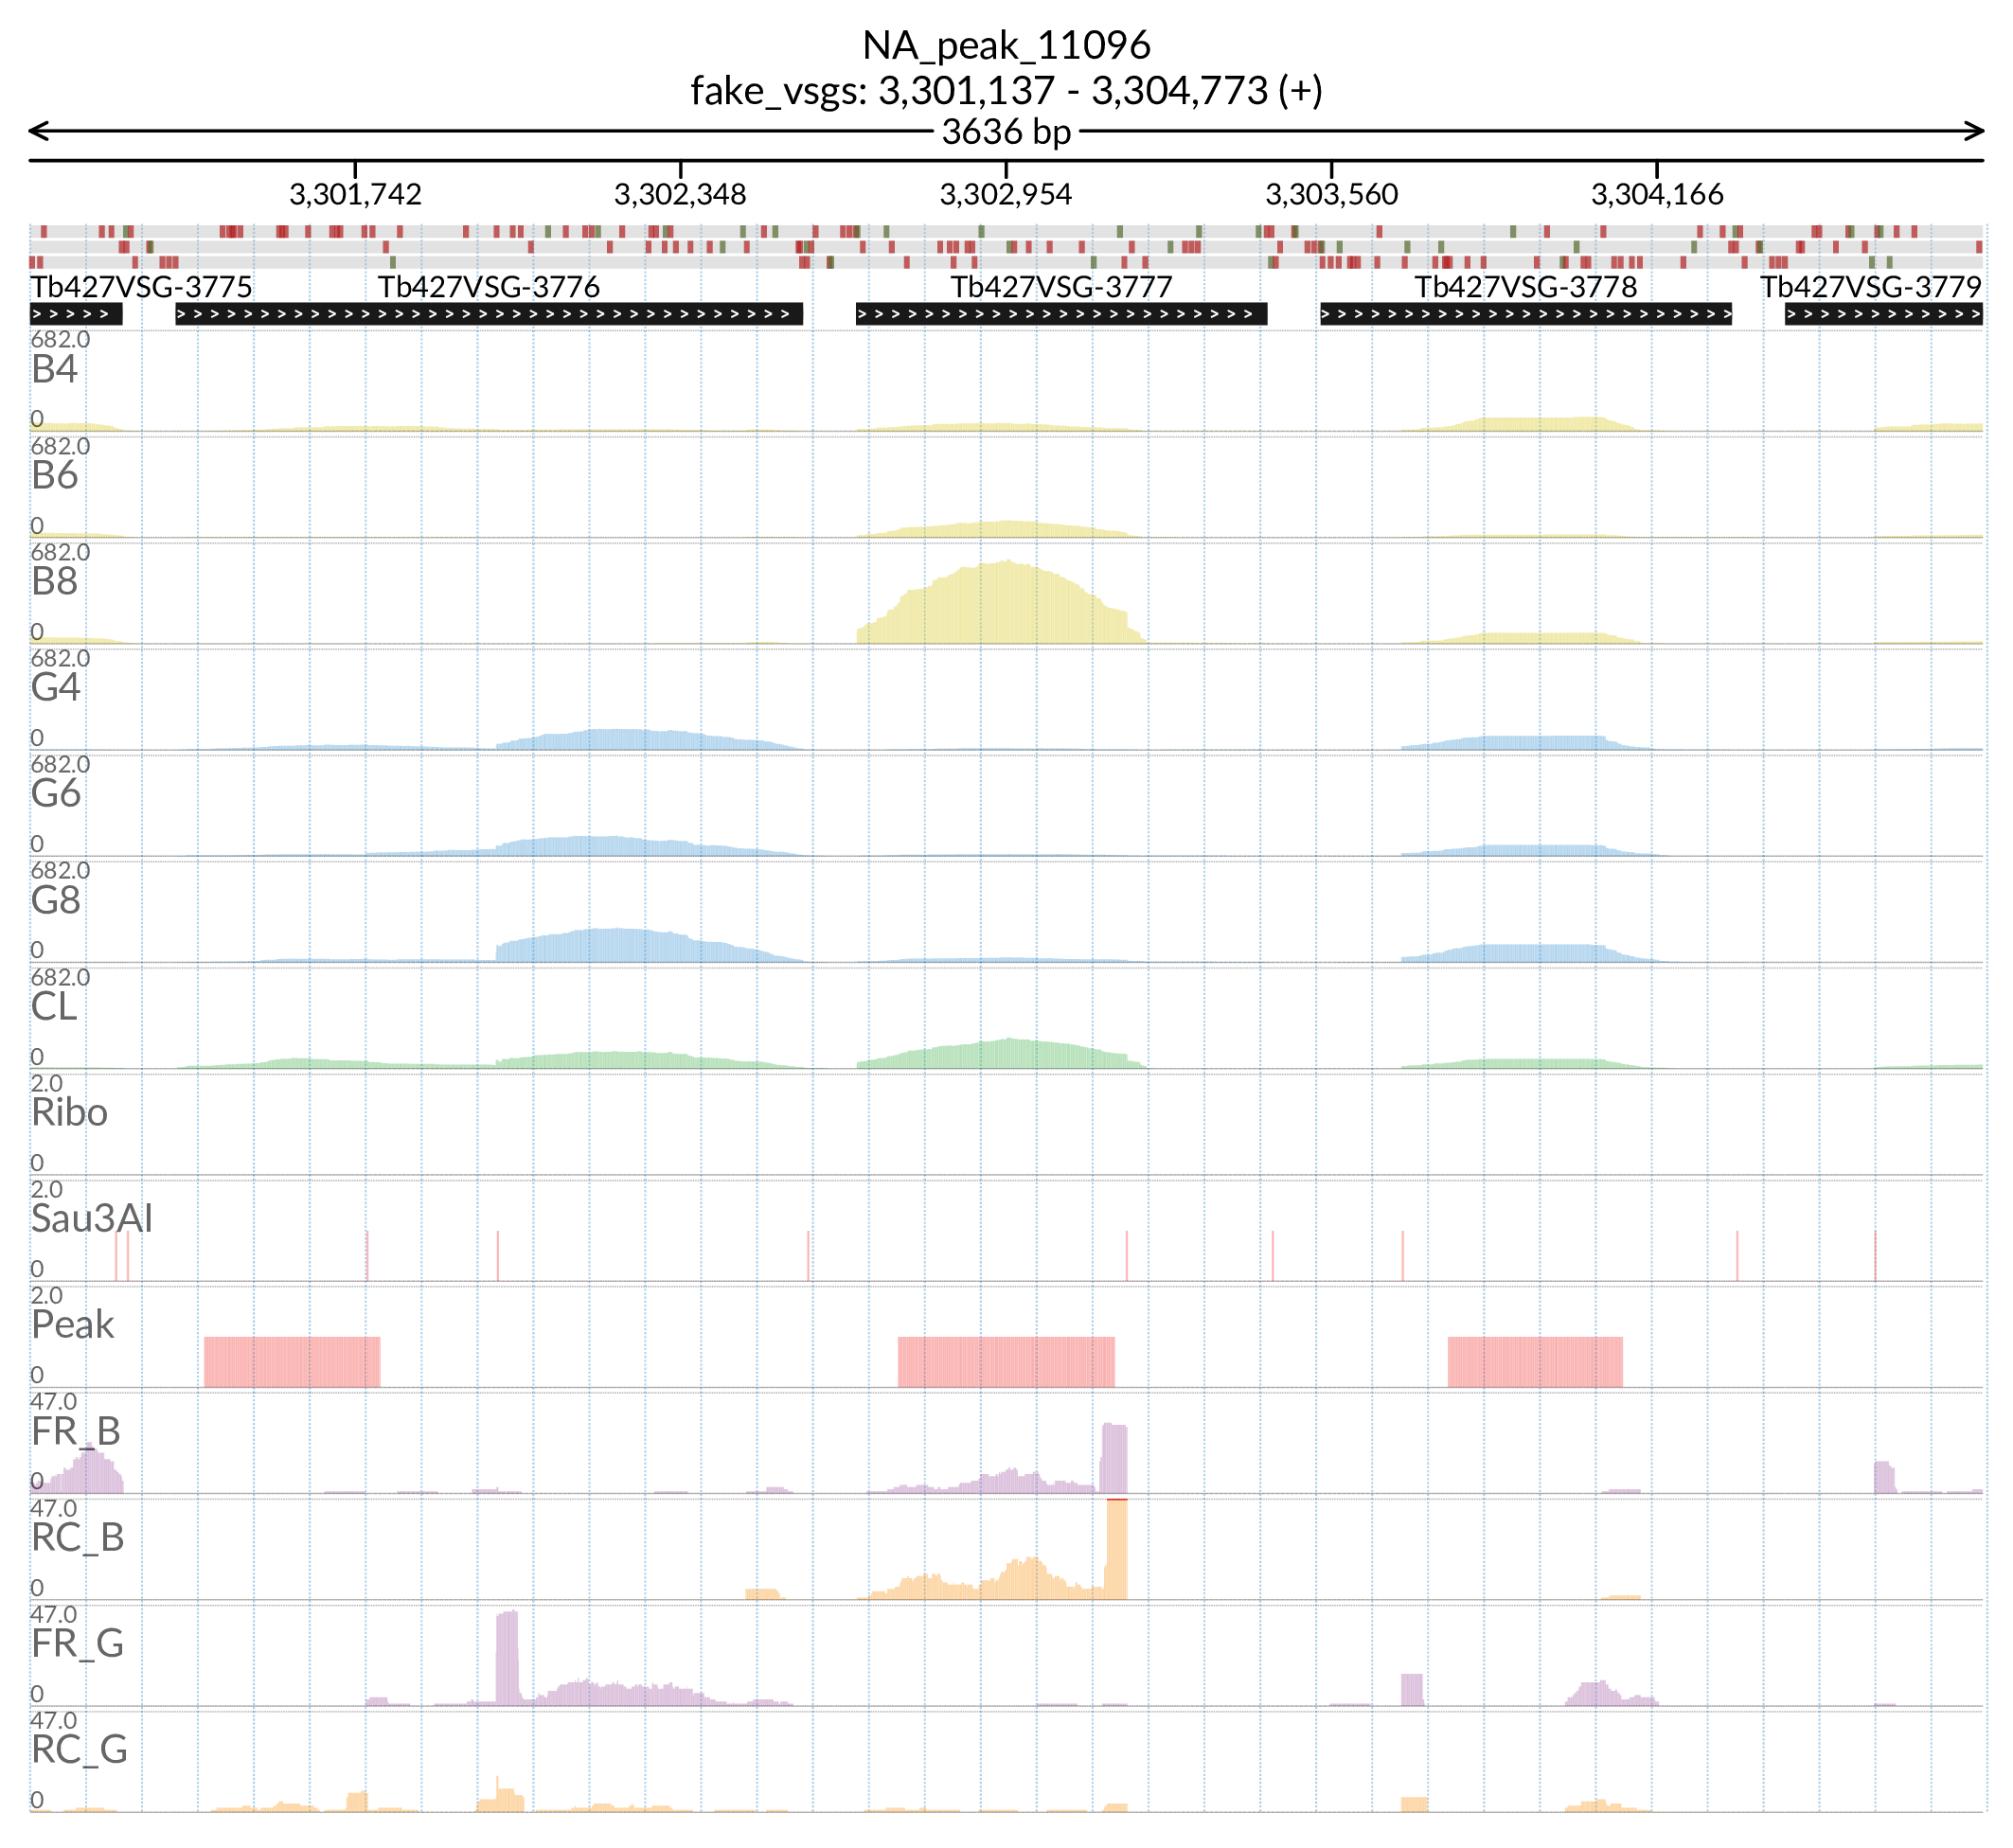 NA_peak_11096
fake_vsgs: 3,301,137 - 3,304,773 (+)
3636 bp
3,301,742 3,302,348 3,302,954 3,303,560 3,304,166
Tb427VSG-3775 Tb427VSG-3776 Tb427VSG-3777 Tb427VSG-3778 Tb427VSG-3779
682.0
B4
0
682.0
B6
0
682.0
B8
0
682.0
G4
0
682.0
G6
0
682.0
G8
0
682.0
CL
0
2.0
Ribo
0
2.0
Sau3AI
0
2.0
Peak
0
47.0
FR_B
0
47.0
RC_B
0
47.0
FR_G
0
47.0
RC_G
0